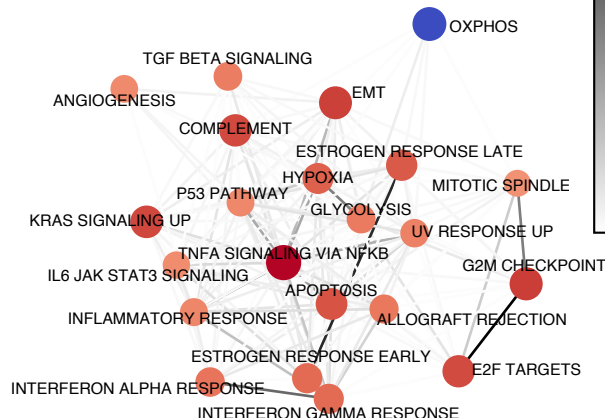 OXPHOS
TGF BETA SIGNALING
EMT
ANGIOGENESIS
COMPLEMENT
ESTROGEN RESPONSE LATE
HYPOXIA
MITOTIC SPINDLE
P53 PATHWAY
GLYCOLYSIS
KRAS SIGNALING UP
UV RESPONSE UP
TNFA SIGNALING VIA NFKB
G2M CHECKPOINT
IL6 JAK STAT3 SIGNALING
APOPTOSIS
INFLAMMATORY RESPONSE
ALLOGRAFT REJECTION
ESTROGEN RESPONSE EARLY
E2F TARGETS
INTERFERON ALPHA RESPONSE
INTERFERON GAMMA RESPONSE